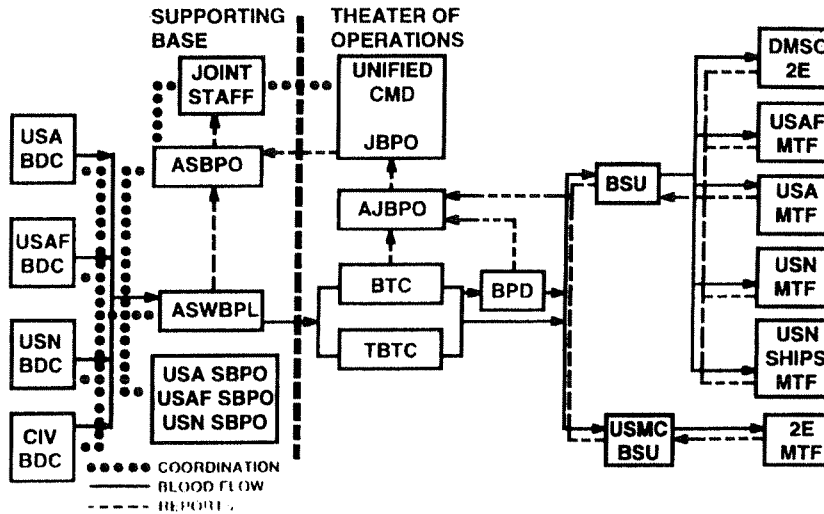 SUPPORTING
BASE
THEATER OF
OPERATIONS
JOINT
STAFF
UNIFIED
CMD
JBPO
DMSO
2E
USA
BDC
ASBPO
USAF
MTF
AJBPO
BSU
USA
MTF
USAF
BDC
BTC
BPD
USN
MTF
ASWBPL
TBTC
USN
BDC
USA SBPO
USAF SBPO
USN SBPO
USN
SHIPS
MTF
CIV
BDC
USMC
BSU
2E
MTF
COORDINATION
BLOOD FLOW
REPORTS